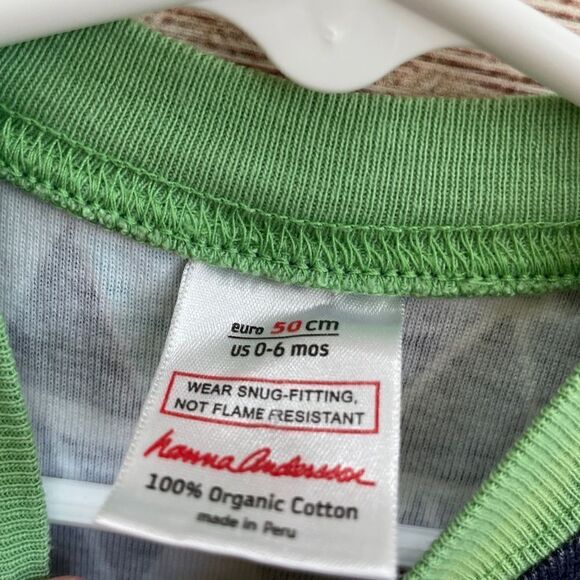 euro 50 cm
us 0-6 mos
WEAR SNUG-FITTING,
NOT FLAME RESISTANT
hanna andersson
100% Organic Cotton
made in Peru